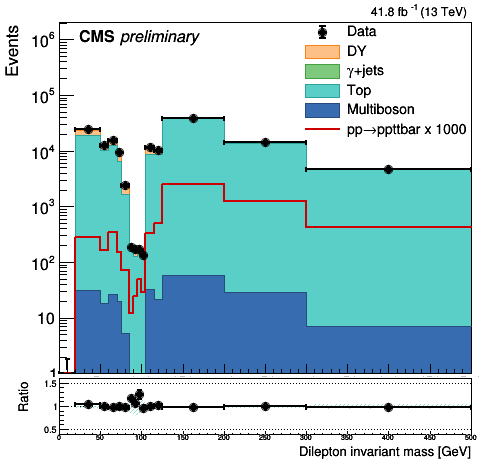 41.8 fb⁻¹ (13 TeV)
CMS preliminary
Data
DY
γ+jets
Top
Multiboson
pp→ppttbar x 1000
Events
10⁶
10⁵
10⁴
10³
10²
10
1
Ratio
1.5
1
0.5
0 50 100 150 200 250 300 350 400 450 500
Dilepton invariant mass [GeV]